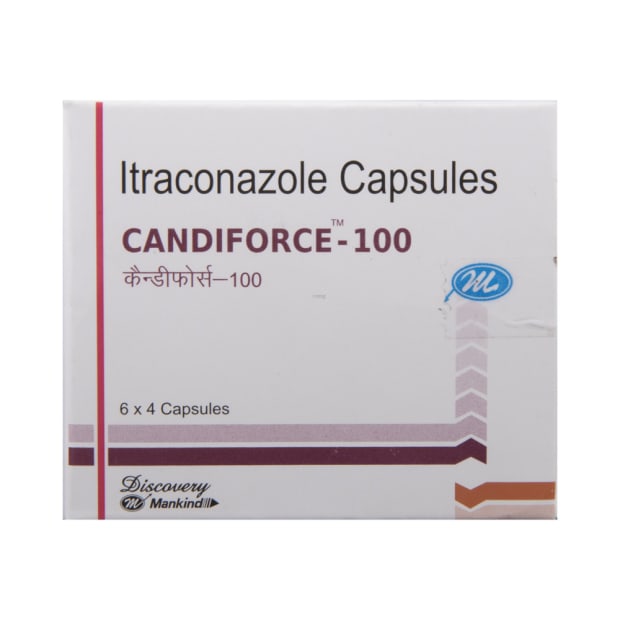 Itraconazole Capsules
CANDIFORCE™-100
कैन्डीफोर्स–100
6 x 4 Capsules
Discovery
Mankind